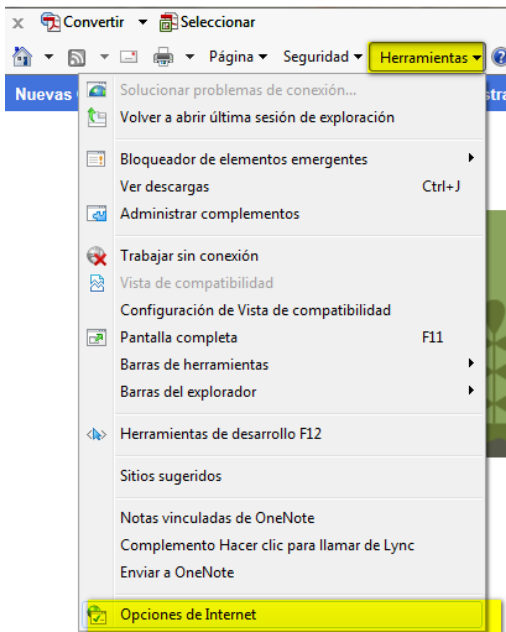 x Convertir Seleccionar
Página Seguridad Herramientas
Nuevas
Solucionar problemas de conexión...
Volver a abrir última sesión de exploración
Bloqueador de elementos emergentes
Ver descargas Ctrl+J
Administrar complementos
Trabajar sin conexión
Vista de compatibilidad
Configuración de Vista de compatibilidad
Pantalla completa F11
Barras de herramientas
Barras del explorador
Herramientas de desarrollo F12
Sitios sugeridos
Notas vinculadas de OneNote
Complemento Hacer clic para llamar de Lync
Enviar a OneNote
Opciones de Internet